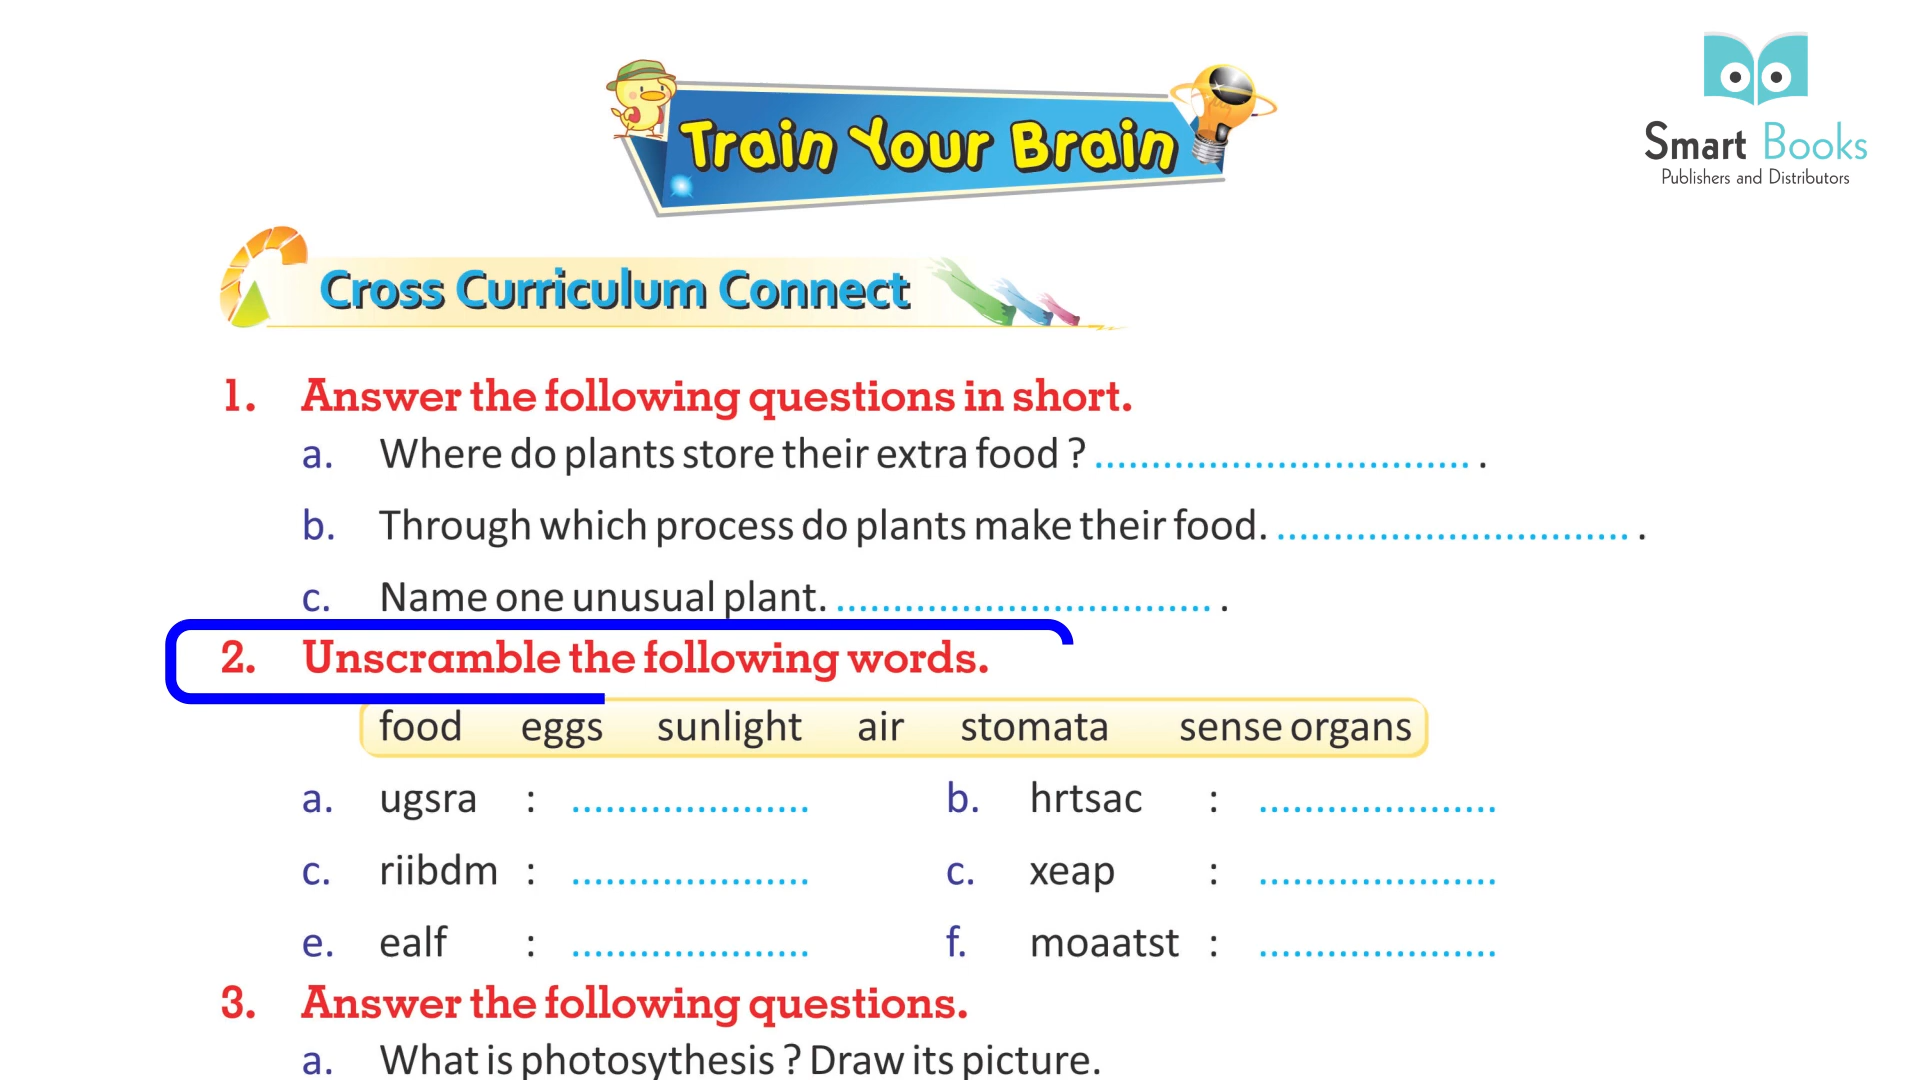 Train Your Brain
Smart Books
Publishers and Distributors
Cross Curriculum Connect
1. Answer the following questions in short.
a. Where do plants store their extra food ? ................................. .
b. Through which process do plants make their food. ............................... .
c. Name one unusual plant. ................................. .
2. Unscramble the following words.
food eggs sunlight air stomata sense organs
a. ugsra : ..................... b. hrtsac : .....................
c. riibdm : ..................... c. xeap : .....................
e. ealf : ..................... f. moaatst : .....................
3. Answer the following questions.
a. What is photosythesis ? Draw its picture.